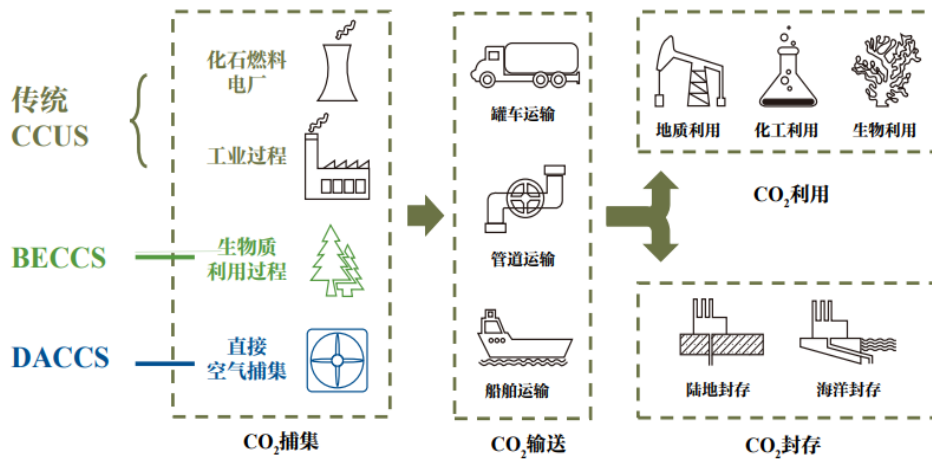 传统
CCUS
BECCS
DACCS
化石燃料
电厂
工业过程
生物质
利用过程
直接
空气捕集
CO₂捕集
罐车运输
管道运输
船舶运输
CO₂输送
地质利用
化工利用
生物利用
CO₂利用
陆地封存
海洋封存
CO₂封存